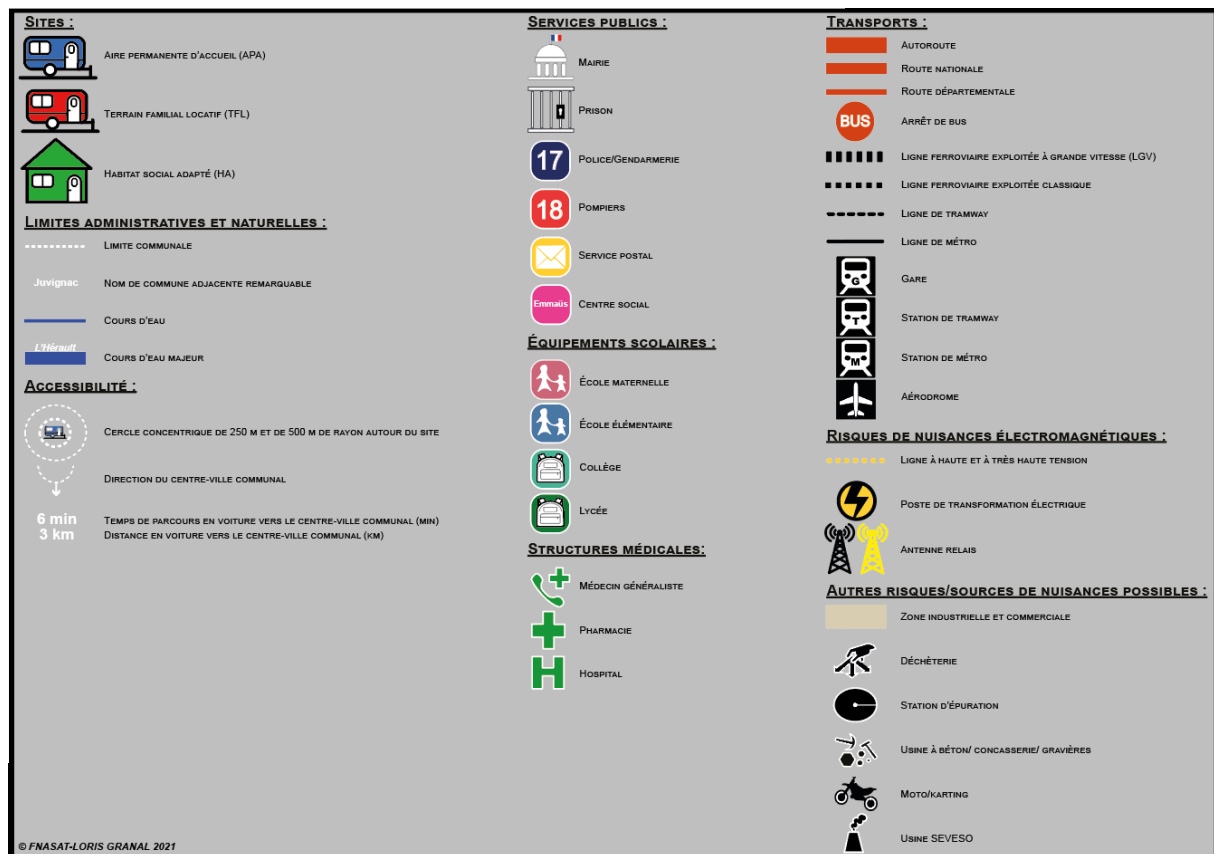 SITES :
AIRE PERMANENTE D'ACCUEIL (APA)
TERRAIN FAMILIAL LOCATIF (TFL)
HABITAT SOCIAL ADAPTÉ (HA)
LIMITES ADMINISTRATIVES ET NATURELLES :
LIMITE COMMUNALE
Juvignac
NOM DE COMMUNE ADJACENTE REMARQUABLE
COURS D'EAU
L'Hérault
COURS D'EAU MAJEUR
ACCESSIBILITÉ :
CERCLE CONCENTRIQUE DE 250 M ET DE 500 M DE RAYON AUTOUR DU SITE
DIRECTION DU CENTRE-VILLE COMMUNAL
6 min
3 km
TEMPS DE PARCOURS EN VOITURE VERS LE CENTRE-VILLE COMMUNAL (MIN)
DISTANCE EN VOITURE VERS LE CENTRE-VILLE COMMUNAL (KM)
© FNASAT-LORIS GRANAL 2021
SERVICES PUBLICS :
MAIRIE
PRISON
17
POLICE/GENDARMERIE
18
POMPIERS
SERVICE POSTAL
Emmaüs
CENTRE SOCIAL
ÉQUIPEMENTS SCOLAIRES :
ÉCOLE MATERNELLE
ÉCOLE ÉLÉMENTAIRE
COLLÈGE
LYCÉE
STRUCTURES MÉDICALES:
MÉDECIN GÉNÉRALISTE
PHARMACIE
H
HOSPITAL
TRANSPORTS :
AUTOROUTE
ROUTE NATIONALE
ROUTE DÉPARTEMENTALE
BUS
ARRÊT DE BUS
LIGNE FERROVIAIRE EXPLOITÉE À GRANDE VITESSE (LGV)
LIGNE FERROVIAIRE EXPLOITÉE CLASSIQUE
LIGNE DE TRAMWAY
LIGNE DE MÉTRO
G
GARE
T
STATION DE TRAMWAY
M
STATION DE MÉTRO
AÉRODROME
RISQUES DE NUISANCES ÉLECTROMAGNÉTIQUES :
LIGNE À HAUTE ET À TRÈS HAUTE TENSION
POSTE DE TRANSFORMATION ÉLECTRIQUE
ANTENNE RELAIS
AUTRES RISQUES/SOURCES DE NUISANCES POSSIBLES :
ZONE INDUSTRIELLE ET COMMERCIALE
DÉCHÈTERIE
STATION D'ÉPURATION
USINE À BÉTON/ CONCASSERIE/ GRAVIÈRES
MOTO/KARTING
USINE SEVESO